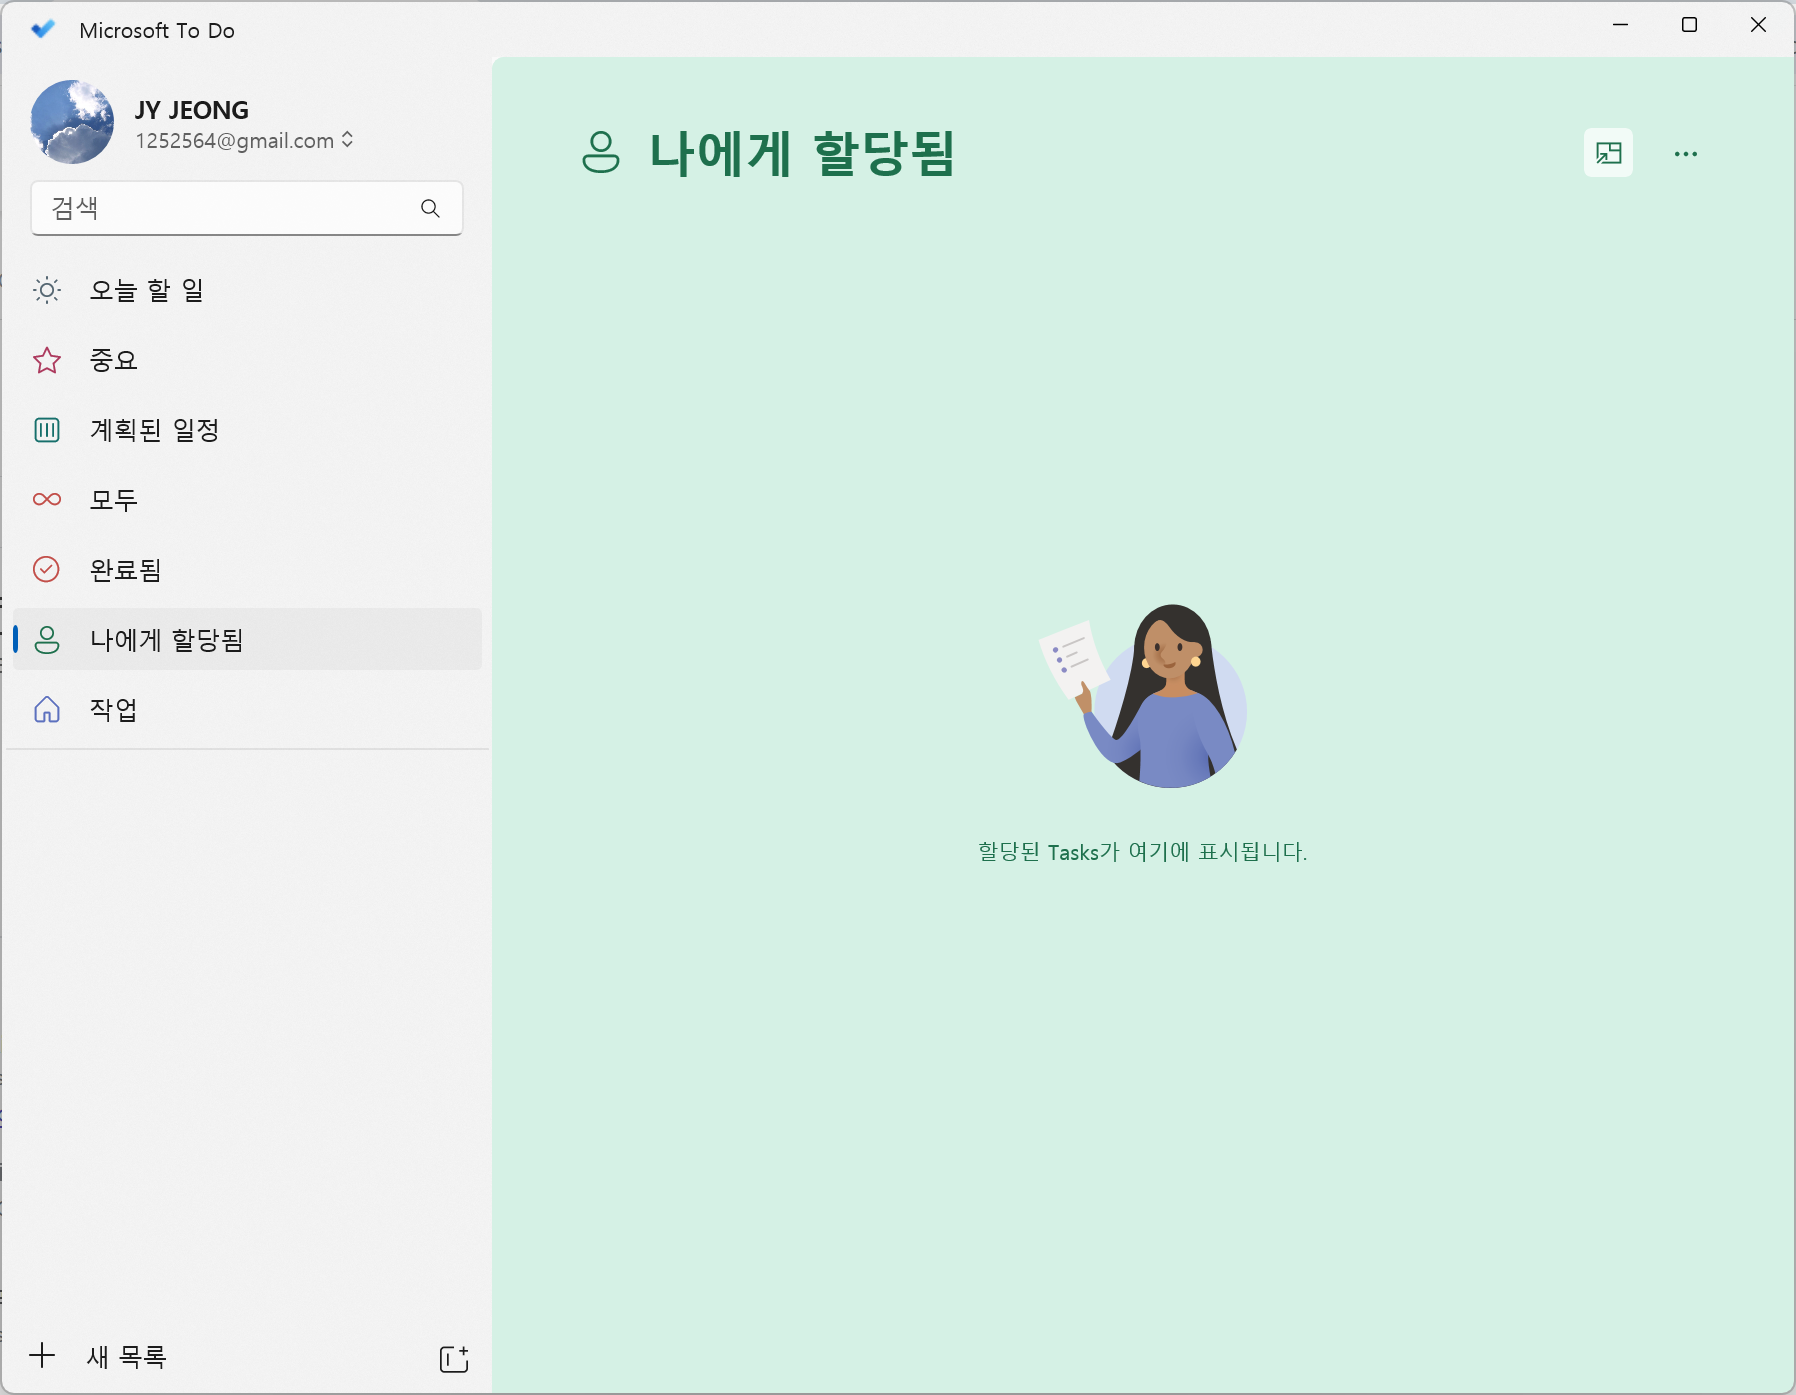 Microsoft To Do
JY JEONG
1252564@gmail.com
검색
오늘 할 일
중요
계획된 일정
모두
완료됨
나에게 할당됨
작업
새 목록
나에게 할당됨
할당된 Tasks가 여기에 표시됩니다.